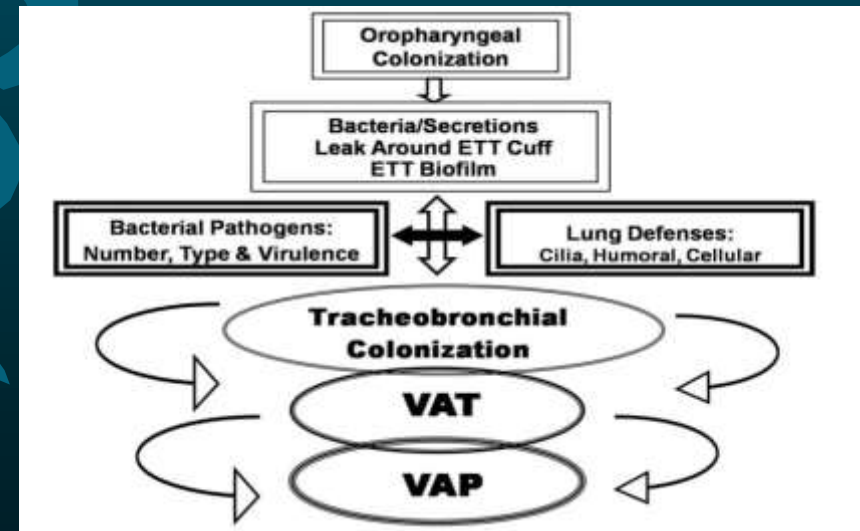 Oropharyngeal
Colonization
Bacteria/Secretions
Leak Around ETT Cuff
ETT Biofilm
Bacterial Pathogens:
Number, Type & Virulence
Lung Defenses:
Cilia, Humoral, Cellular
Tracheobronchial
Colonization
VAT
VAP